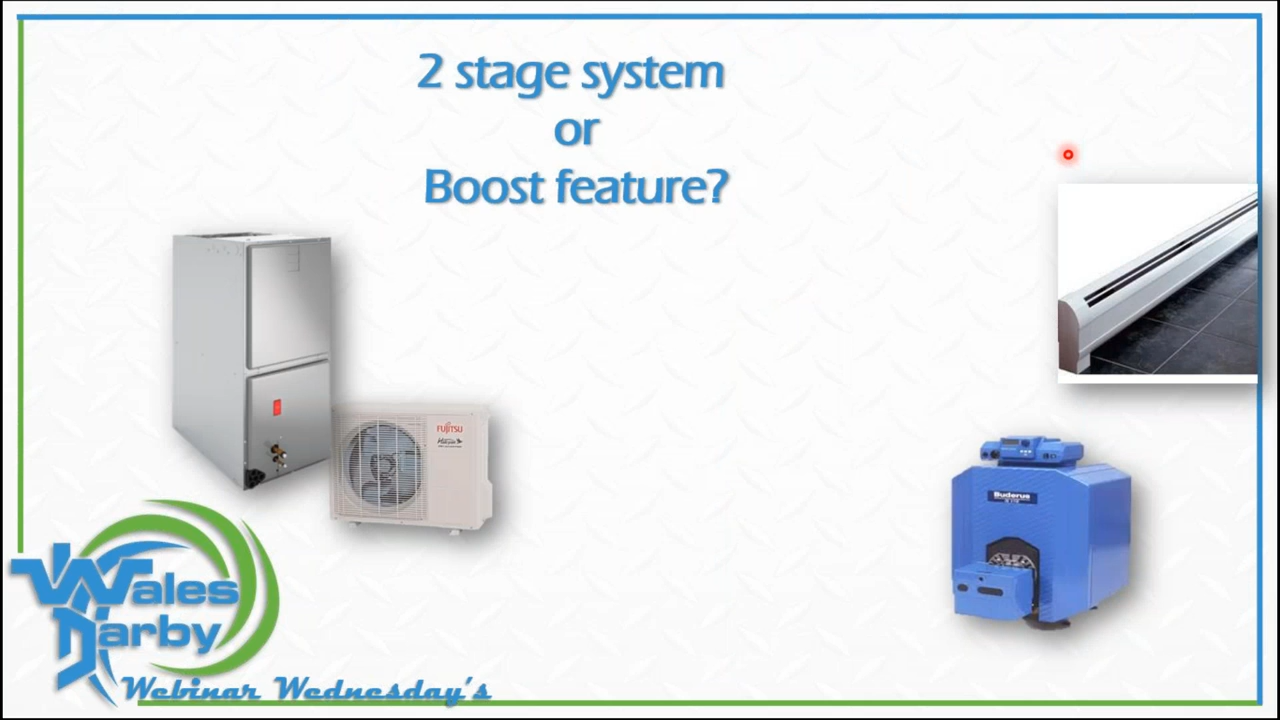 2 stage system
or
Boost feature?
FUJITSU
Buderus
Wales
Darby
Webinar Wednesday's